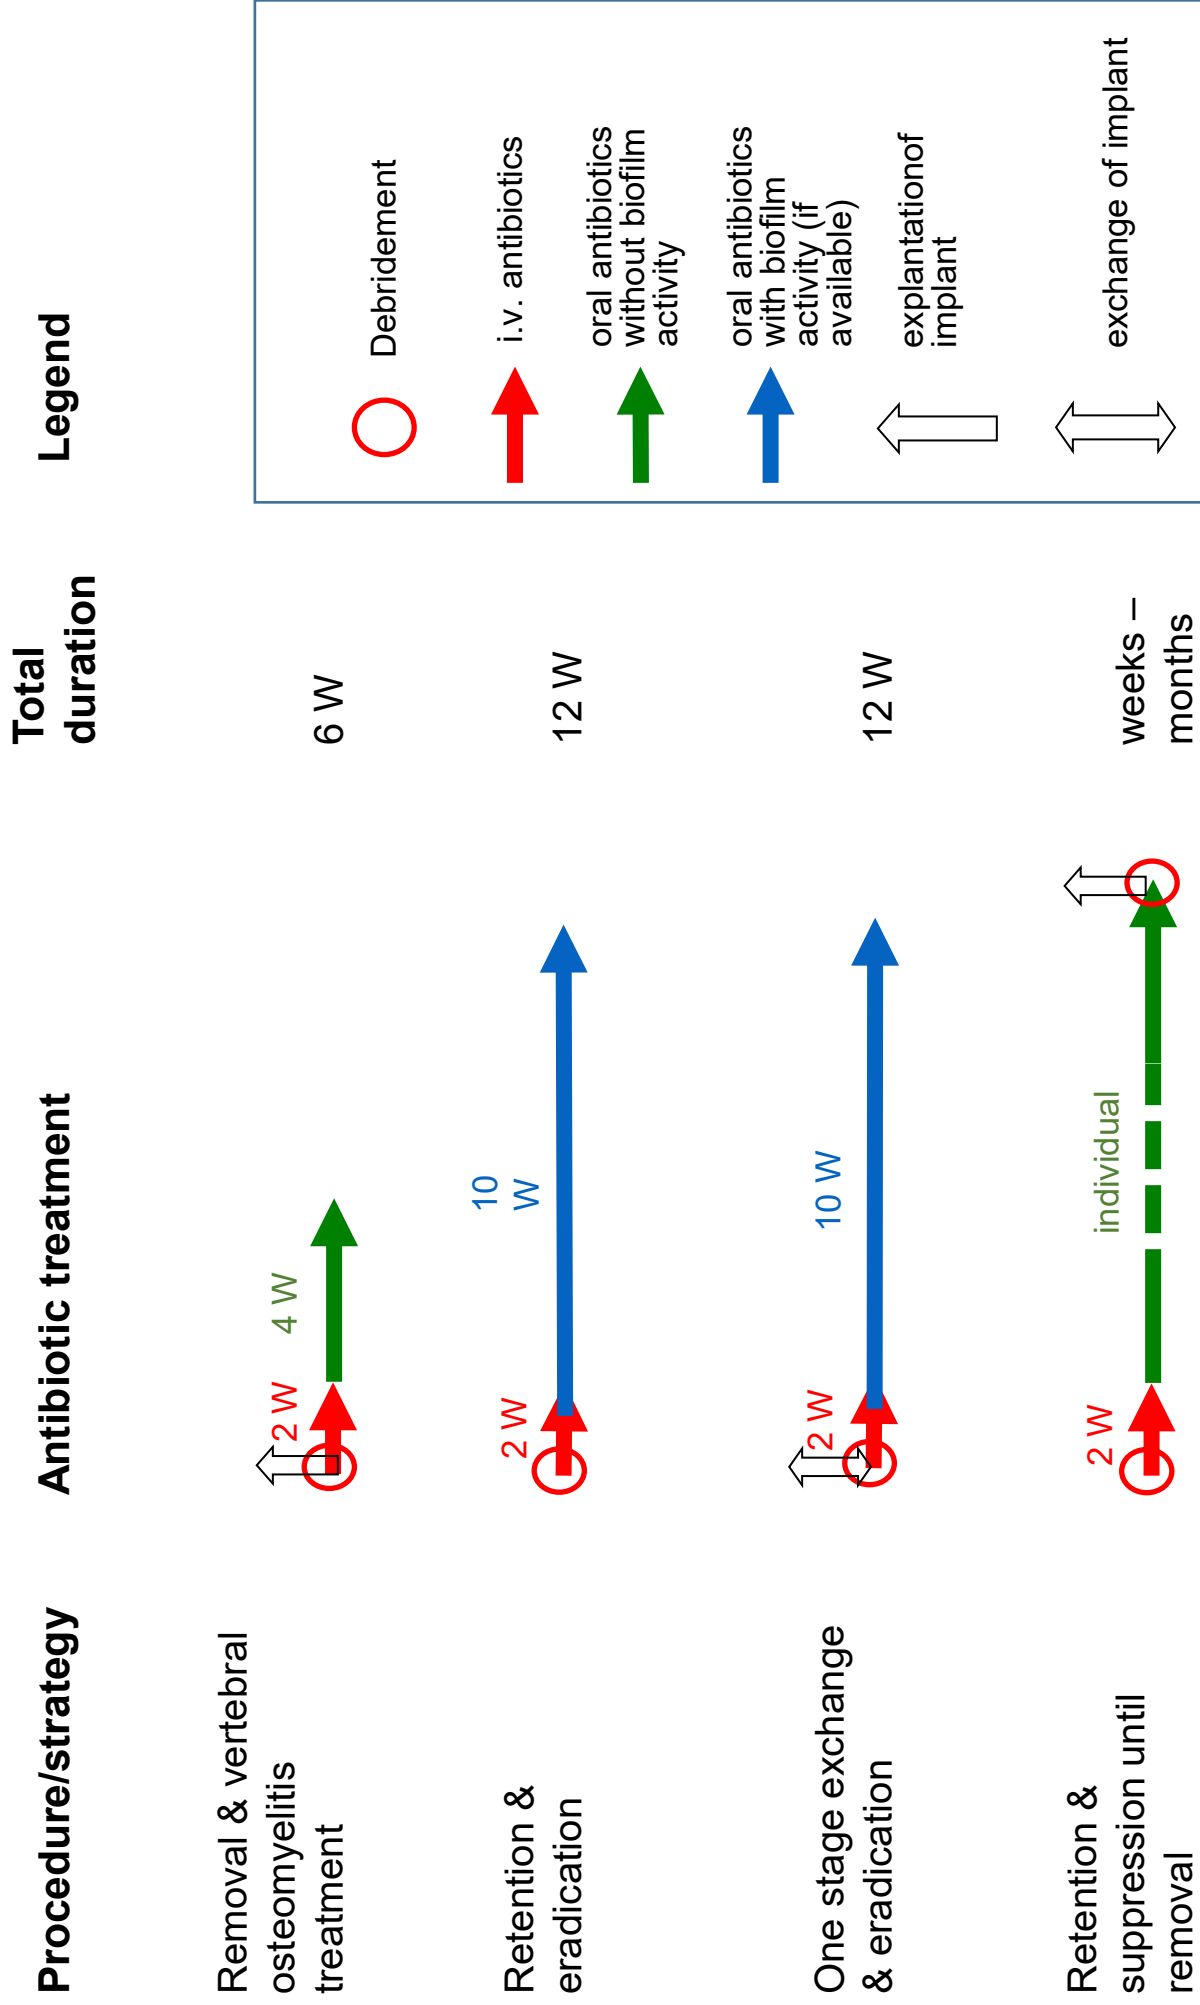 Procedure/strategy
Antibiotic treatment
Total
duration
Legend
Removal & vertebral
osteomyelitis
treatment
2 W
4 W
6 W
Retention &
eradication
2 W
10
W
12 W
One stage exchange
& eradication
2 W
10 W
12 W
Retention &
suppression until
removal
2 W
individual
weeks –
months
Debridement
i.v. antibiotics
oral antibiotics
without biofilm
activity
oral antibiotics
with biofilm
activity (if
available)
explantationof
implant
exchange of implant